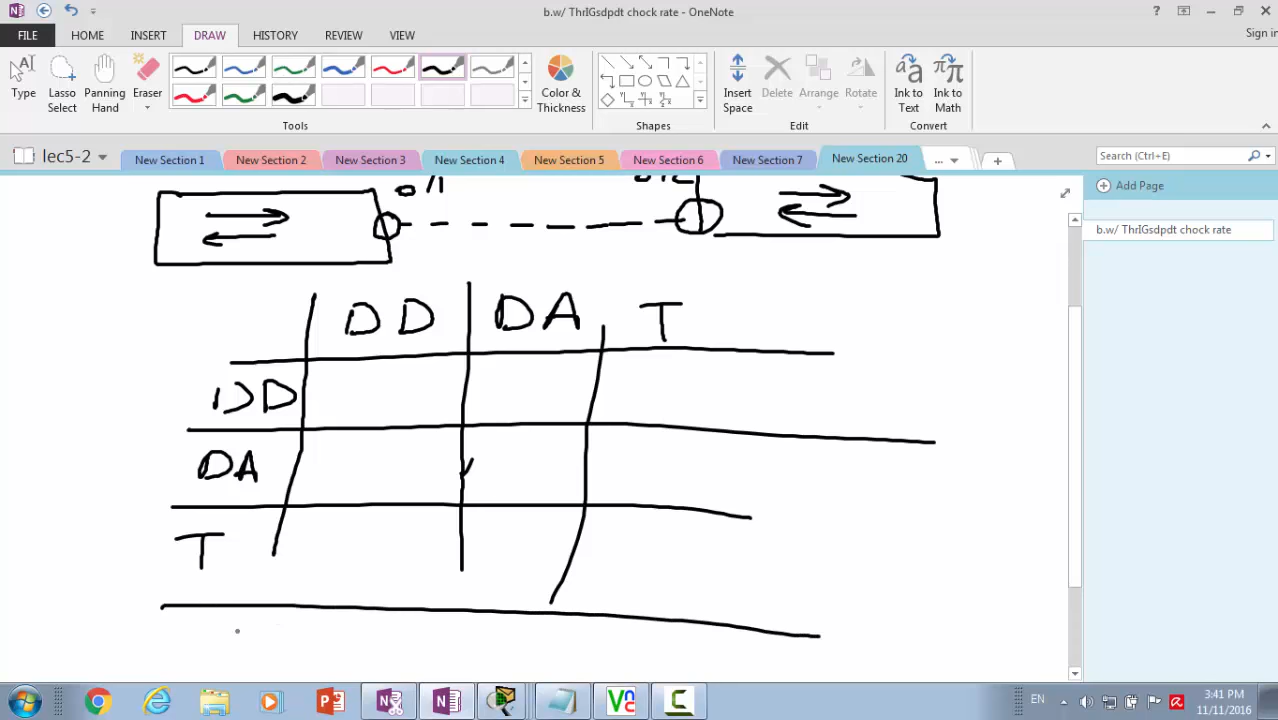 b.w/ ThrIGsdpdt chock rate - OneNote
?
FILE HOME INSERT DRAW HISTORY REVIEW VIEW
Sign in
Type Lasso Select Panning Hand Eraser
Color & Thickness
Insert Space Delete Arrange Rotate
Ink to Text Ink to Math
Tools Shapes Edit Convert
lec5-2 New Section 1 New Section 2 New Section 3 New Section 4 New Section 5 New Section 6 New Section 7 New Section 20 ... Search (Ctrl+E)
Add Page
b.w/ ThrIGsdpdt chock rate
DD DA T
DD
DA
T
EN 3:41 PM
11/11/2016